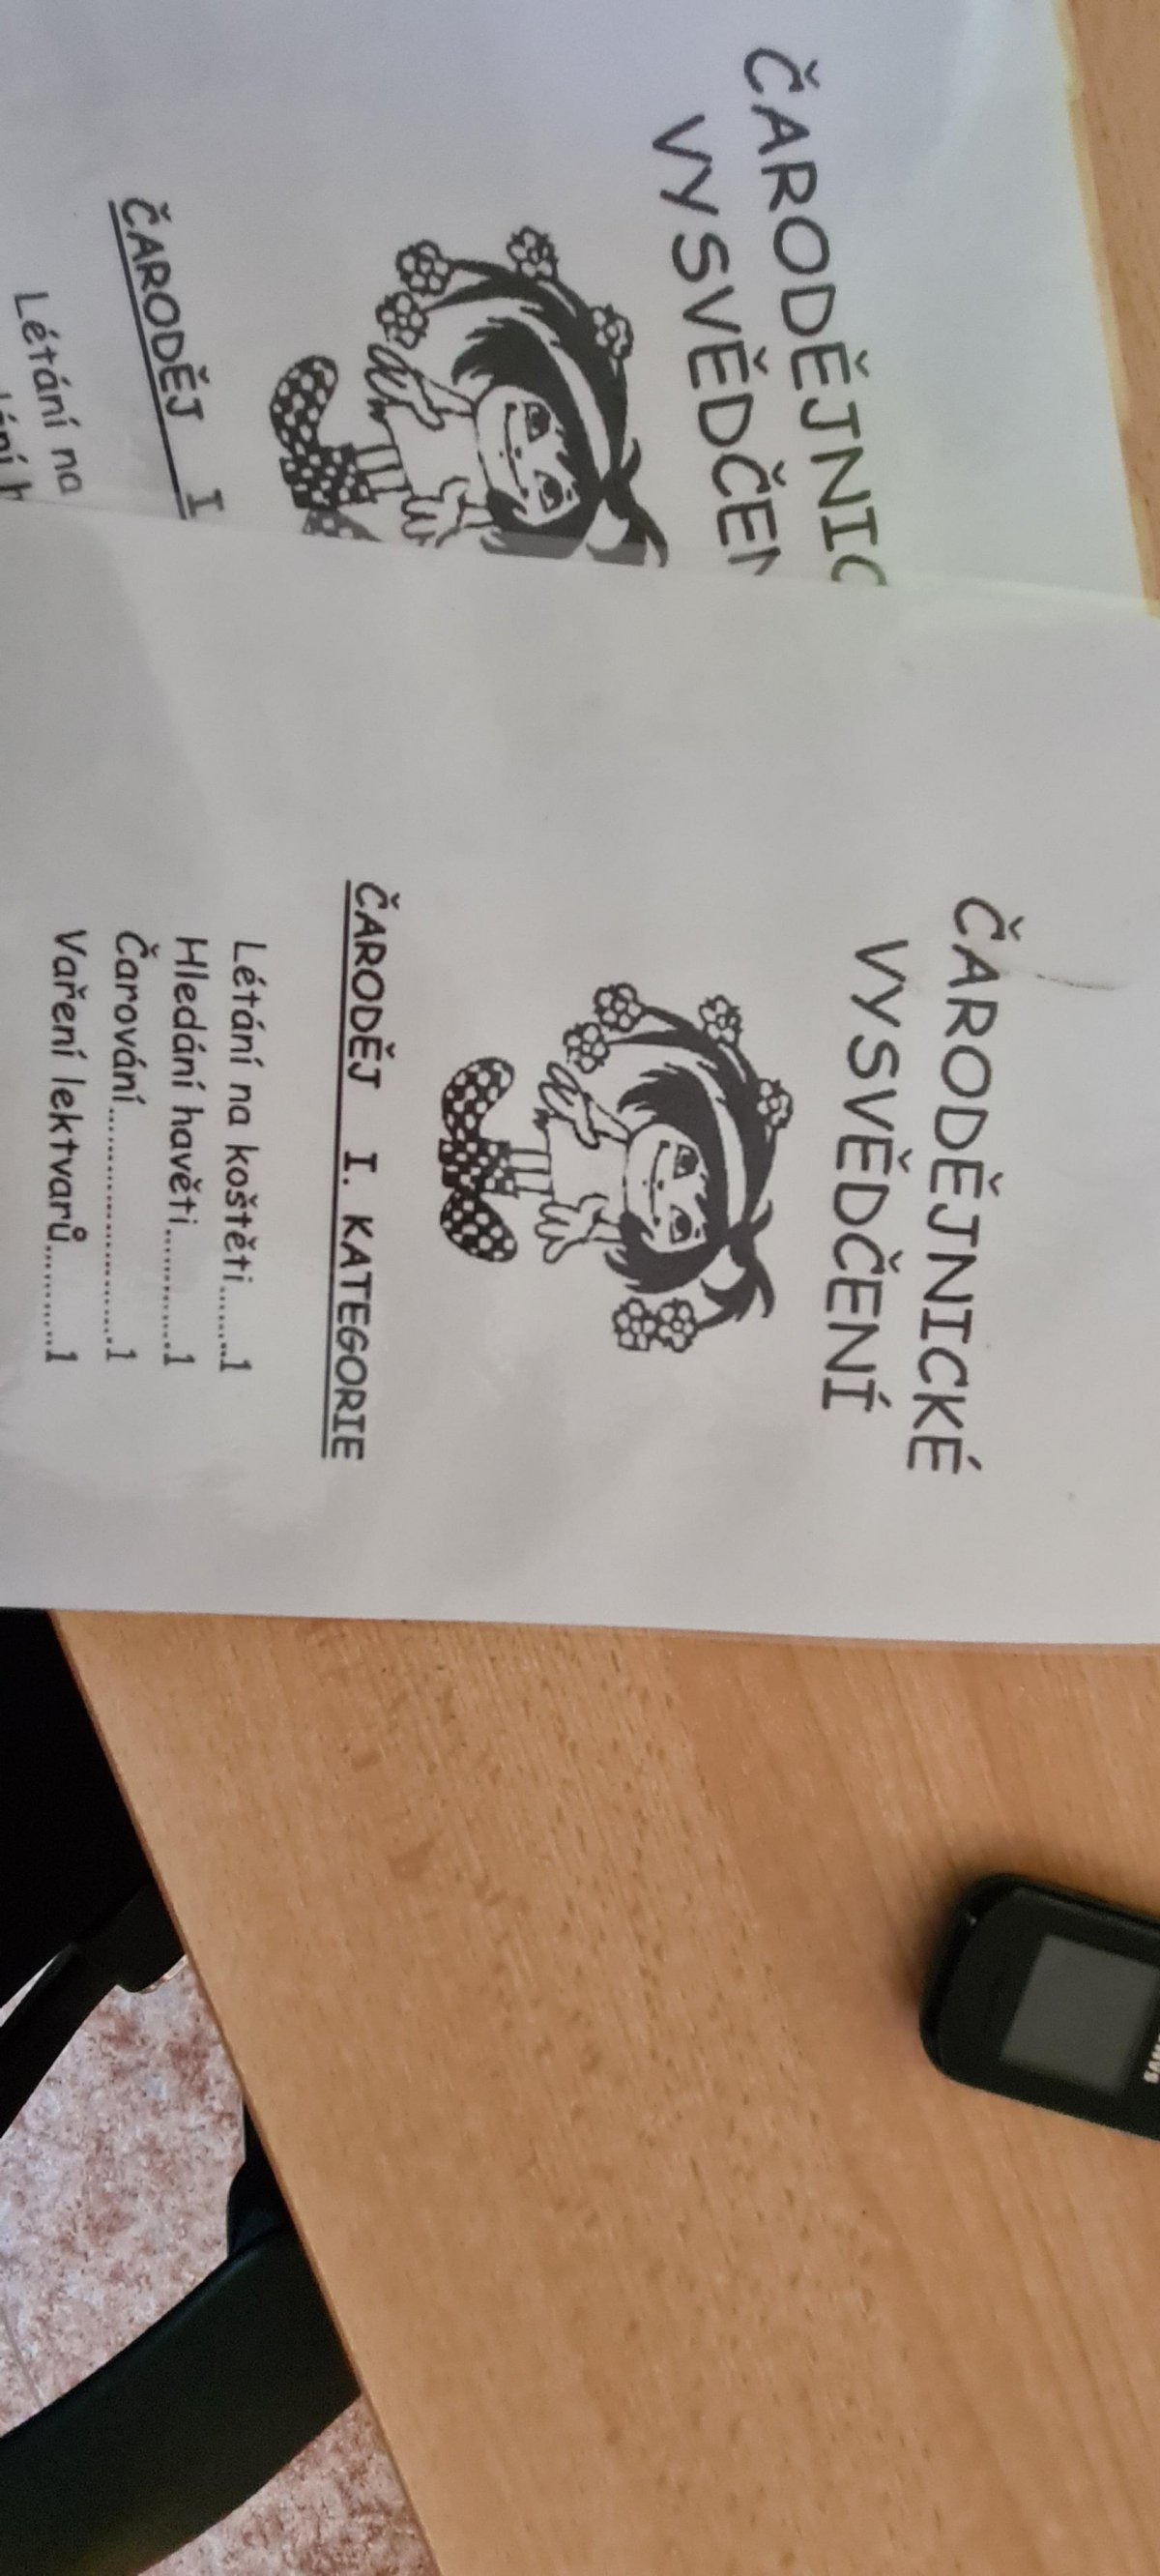 ČARODĚJNIC
VYSVĚDČEN
ČARODĚJ I
Létání na
ČARODĚJNICKÉ
VYSVĚDČENÍ
ČARODĚJ I. KATEGORIE
Létání na koštěti........1
Hledání havěti............1
Čarování........................1
Vaření lektvarů...........1